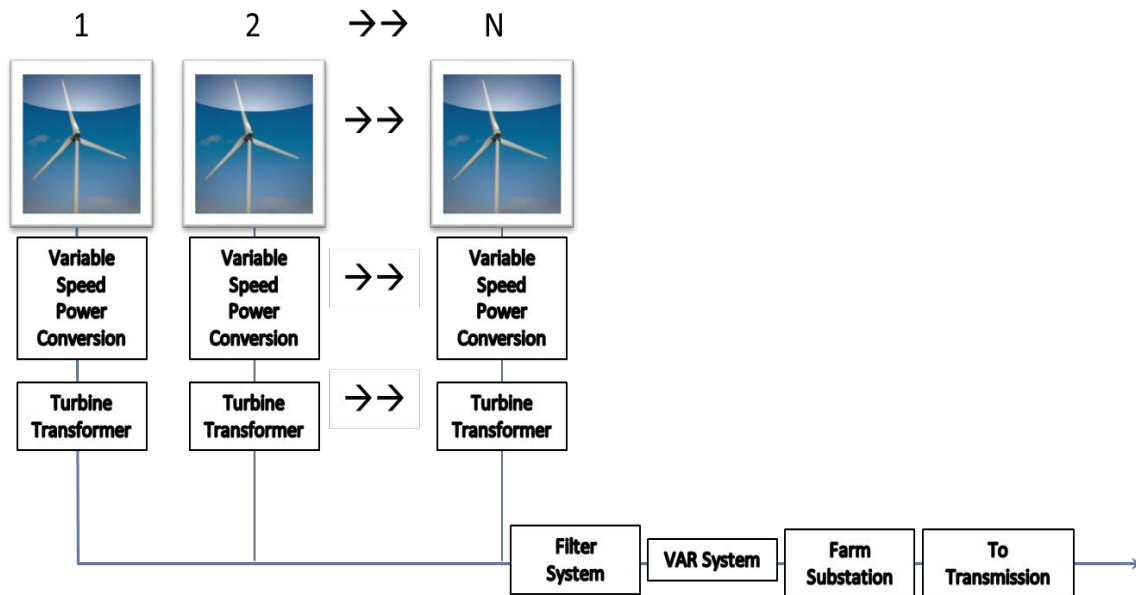 1 2 →→ N
→→
Variable
Speed
Power
Conversion
Variable
Speed
Power
Conversion
→→
Variable
Speed
Power
Conversion
Turbine
Transformer
Turbine
Transformer
→→
Turbine
Transformer
Filter
System
VAR System
Farm
Substation
To
Transmission